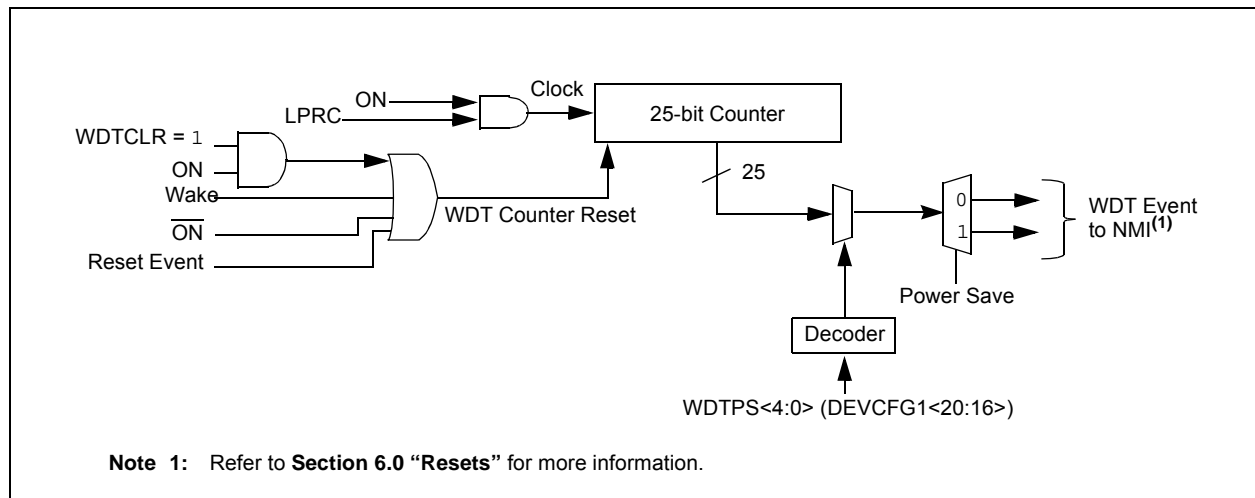 ON
Clock
LPRC
25-bit Counter
WDTCLR = 1
ON
Wake
25
WDT Counter Reset
ON
Reset Event
0
1
WDT Event
to NMI(1)
Power Save
Decoder
WDTPS<4:0> (DEVCFG1<20:16>)
Note 1: Refer to Section 6.0 “Resets” for more information.